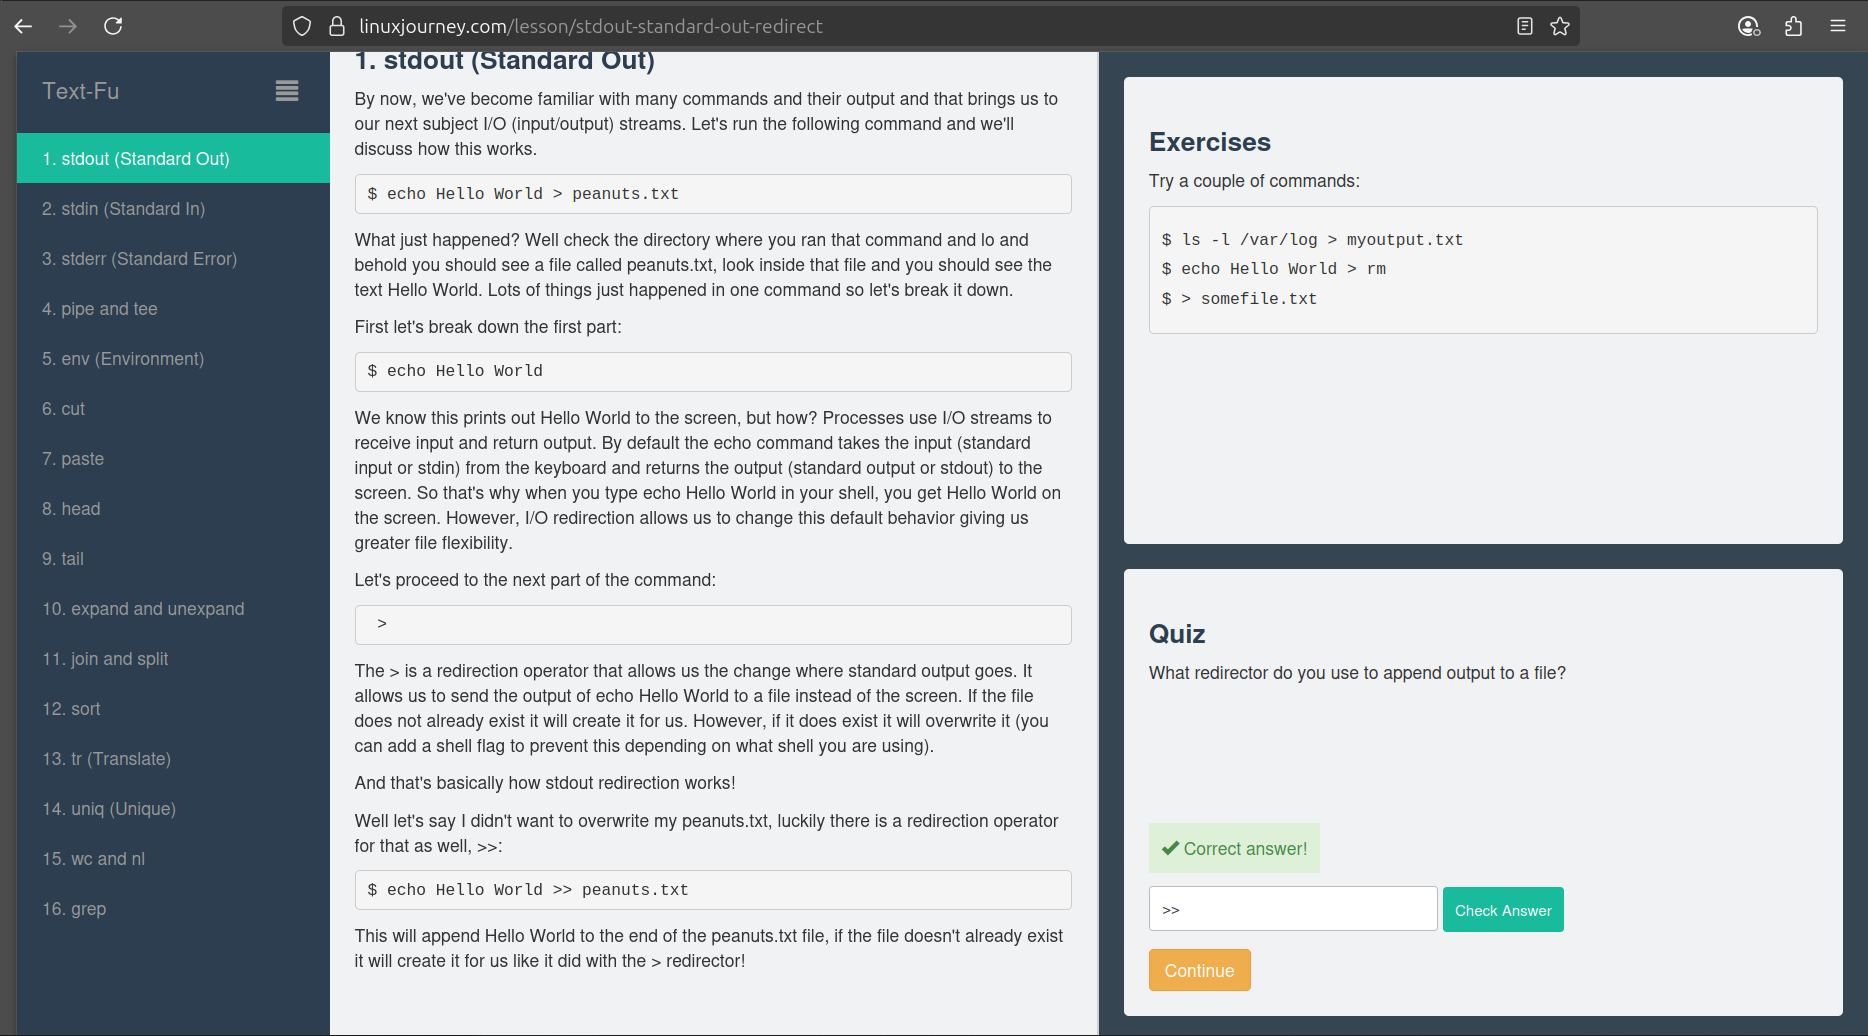 linuxjourney.com/lesson/stdout-standard-out-redirect
Text-Fu
1. stdout (Standard Out)
2. stdin (Standard In)
3. stderr (Standard Error)
4. pipe and tee
5. env (Environment)
6. cut
7. paste
8. head
9. tail
10. expand and unexpand
11. join and split
12. sort
13. tr (Translate)
14. uniq (Unique)
15. wc and nl
16. grep
1. stdout (Standard Out)
By now, we've become familiar with many commands and their output and that brings us to
our next subject I/O (input/output) streams. Let's run the following command and we'll
discuss how this works.
$ echo Hello World > peanuts.txt
What just happened? Well check the directory where you ran that command and lo and
behold you should see a file called peanuts.txt, look inside that file and you should see the
text Hello World. Lots of things just happened in one command so let's break it down.
First let's break down the first part:
$ echo Hello World
We know this prints out Hello World to the screen, but how? Processes use I/O streams to
receive input and return output. By default the echo command takes the input (standard
input or stdin) from the keyboard and returns the output (standard output or stdout) to the
screen. So that's why when you type echo Hello World in your shell, you get Hello World on
the screen. However, I/O redirection allows us to change this default behavior giving us
greater file flexibility.
Let's proceed to the next part of the command:
>
The > is a redirection operator that allows us the change where standard output goes. It
allows us to send the output of echo Hello World to a file instead of the screen. If the file
does not already exist it will create it for us. However, if it does exist it will overwrite it (you
can add a shell flag to prevent this depending on what shell you are using).
And that's basically how stdout redirection works!
Well let's say I didn't want to overwrite my peanuts.txt, luckily there is a redirection operator
for that as well, >>:
$ echo Hello World >> peanuts.txt
This will append Hello World to the end of the peanuts.txt file, if the file doesn't already exist
it will create it for us like it did with the > redirector!
Exercises
Try a couple of commands:
$ ls -l /var/log > myoutput.txt
$ echo Hello World > rm
$ > somefile.txt
Quiz
What redirector do you use to append output to a file?
Correct answer!
>>
Check Answer
Continue